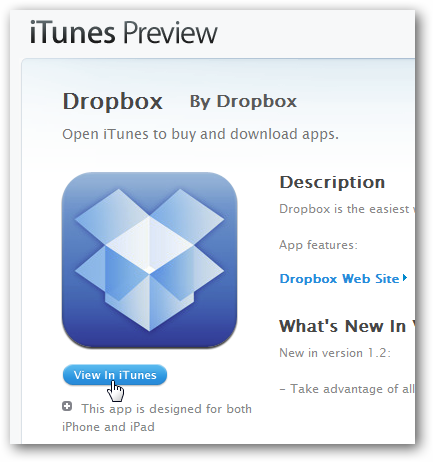 iTunes Preview
Dropbox By Dropbox
Open iTunes to buy and download apps.
Description
Dropbox is the easiest
App features:
Dropbox Web Site
What's New In
New in version 1.2:
- Take advantage of all
View In iTunes
This app is designed for both
iPhone and iPad